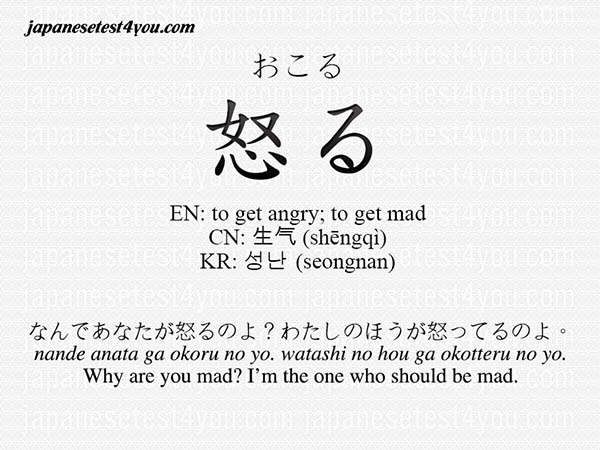 japanesetest4you.com
おこる
怒る
EN: to get angry; to get mad
CN: 生气 (shēngqì)
KR: 성난 (seongnan)
なんであなたが怒るのよ？わたしのほうが怒ってるのよ。
nande anata ga okoru no yo. watashi no hou ga okotteru no yo.
Why are you mad? I’m the one who should be mad.